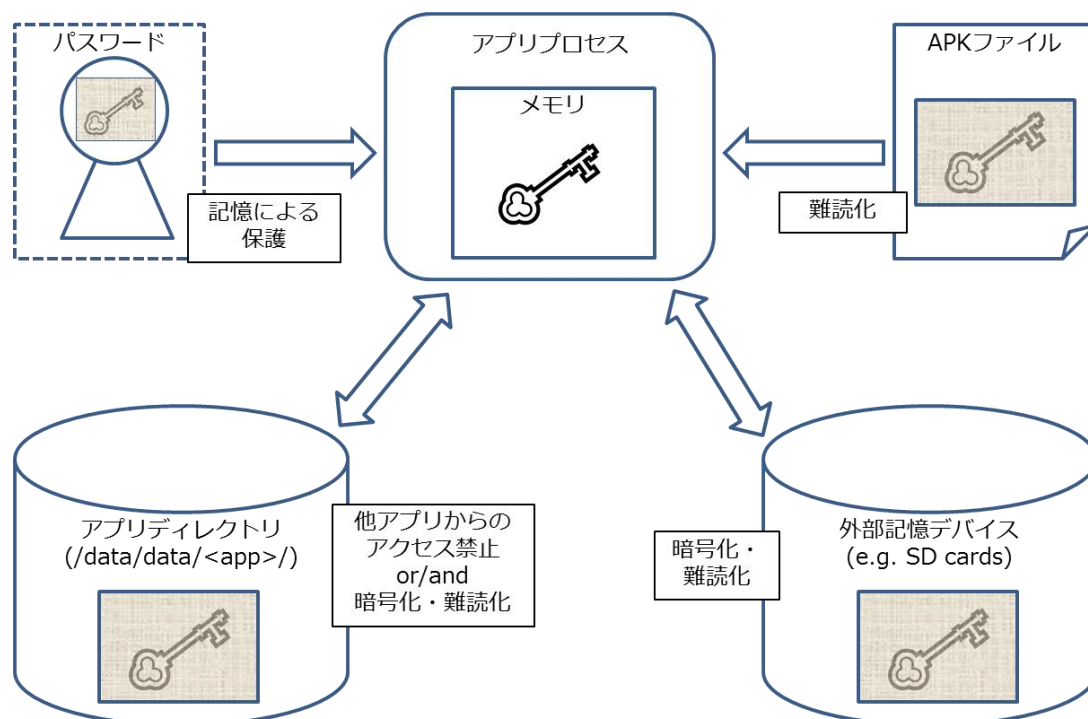 パスワード
アプリプロセス
APKファイル
メモリ
記憶による
保護
難読化
アプリディレクトリ
(/data/data/<app>/)
他アプリからの
アクセス禁止
or/and
暗号化・難読化
暗号化・
難読化
外部記憶デバイス
(e.g. SD cards)